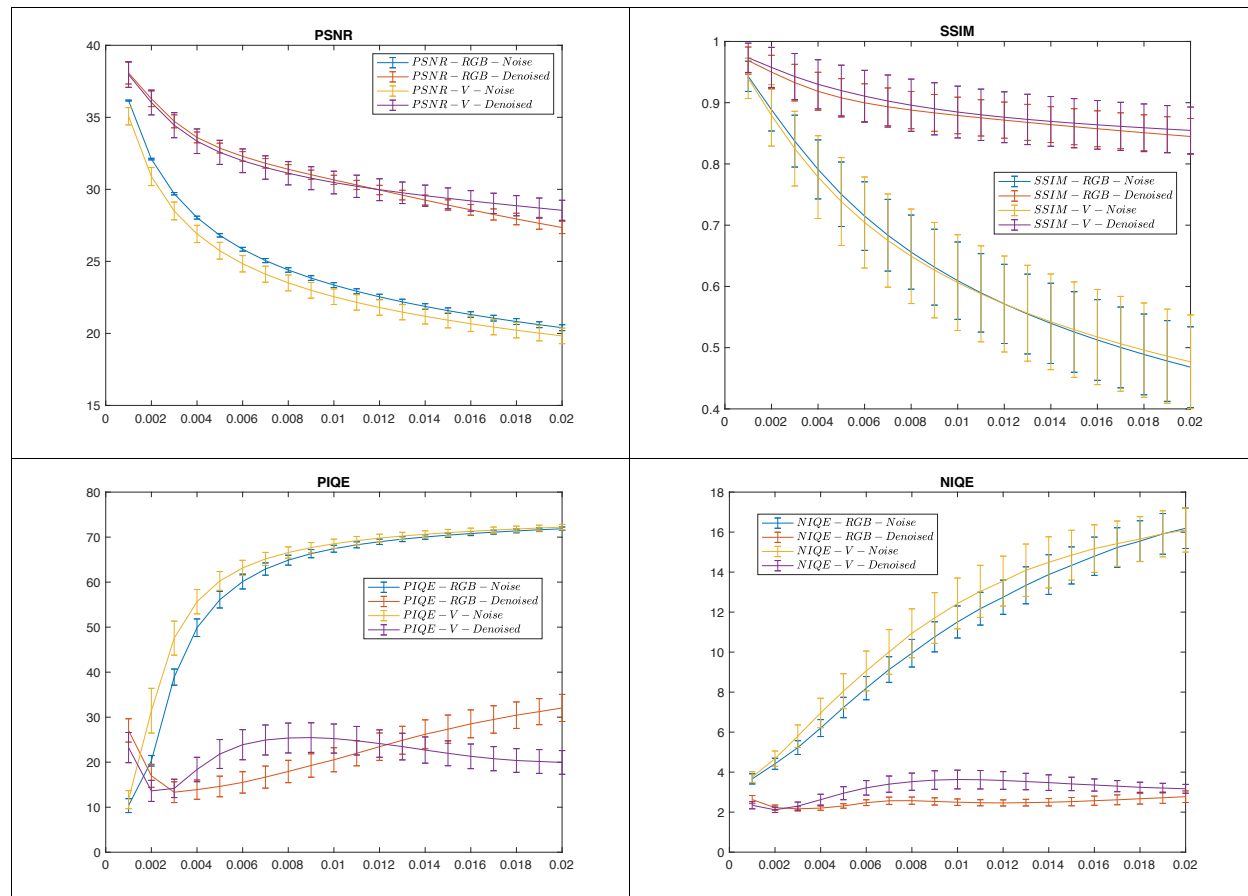 PSNR
40
35
30
25
20
15
0 0.002 0.004 0.006 0.008 0.01 0.012 0.014 0.016 0.018 0.02
PSNR − RGB − Noise
PSNR − RGB − Denoised
PSNR − V − Noise
PSNR − V − Denoised
SSIM
1
0.9
0.8
0.7
0.6
0.5
0.4
0 0.002 0.004 0.006 0.008 0.01 0.012 0.014 0.016 0.018 0.02
SSIM − RGB − Noise
SSIM − RGB − Denoised
SSIM − V − Noise
SSIM − V − Denoised
PIQE
80
70
60
50
40
30
20
10
0
0 0.002 0.004 0.006 0.008 0.01 0.012 0.014 0.016 0.018 0.02
PIQE − RGB − Noise
PIQE − RGB − Denoised
PIQE − V − Noise
PIQE − V − Denoised
NIQE
18
16
14
12
10
8
6
4
2
0
0 0.002 0.004 0.006 0.008 0.01 0.012 0.014 0.016 0.018 0.02
NIQE − RGB − Noise
NIQE − RGB − Denoised
NIQE − V − Noise
NIQE − V − Denoised